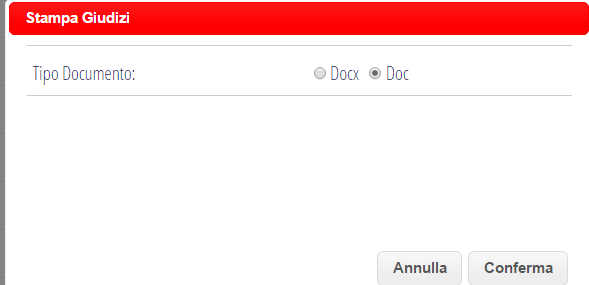 Stampa Giudizi
Tipo Documento: Docx Doc
Annulla Conferma